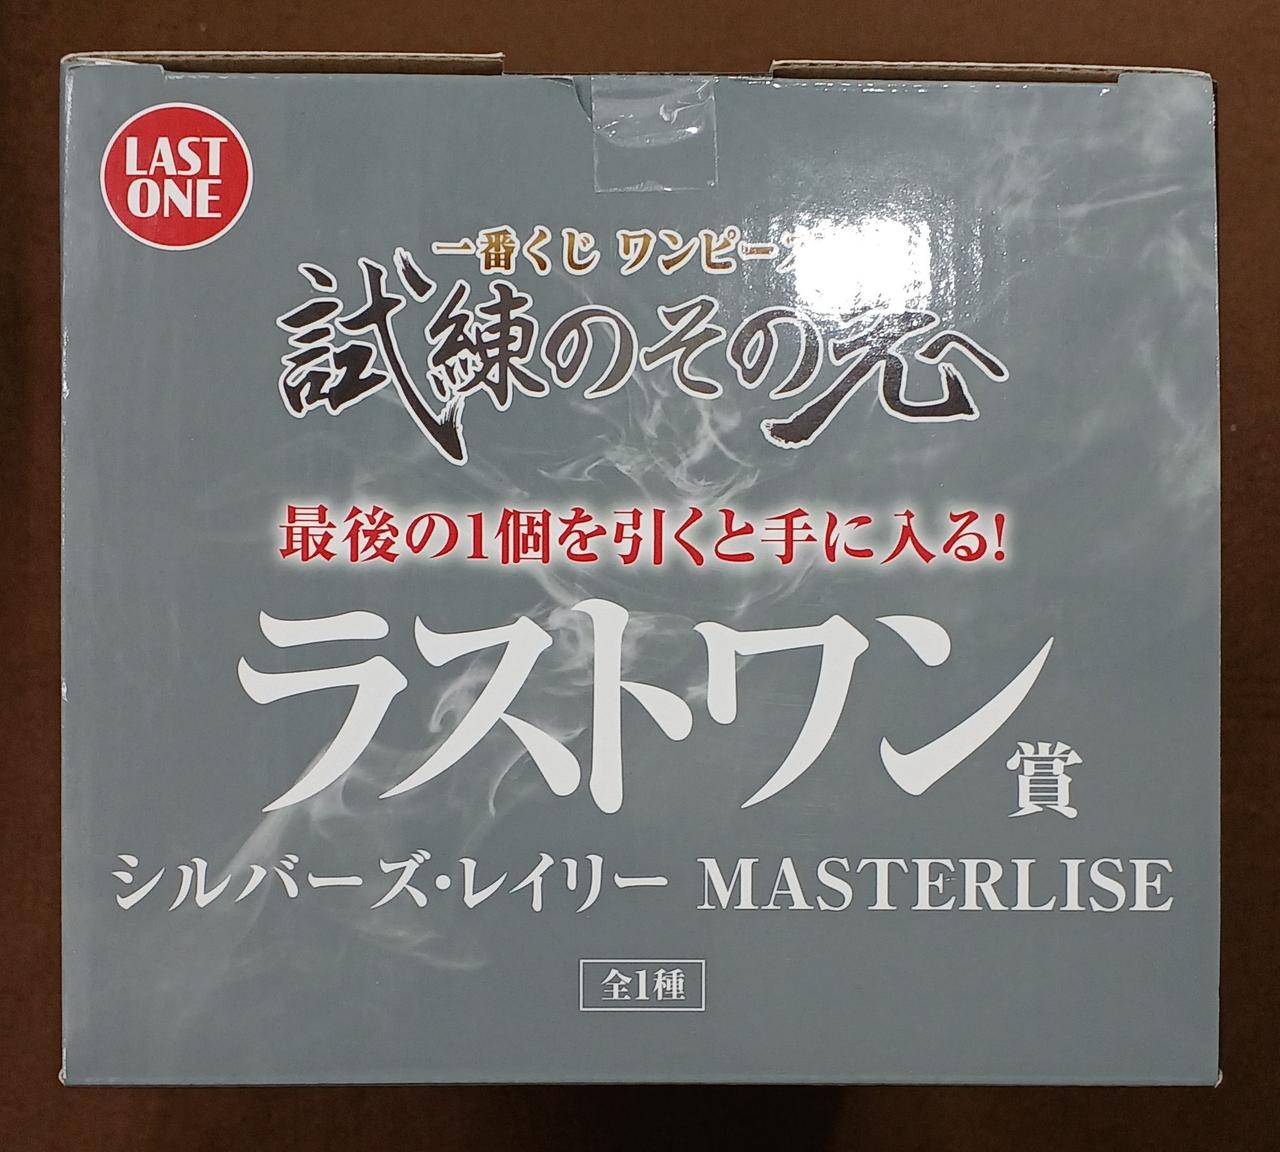 LAST
ONE
一番くじ ワンピース
試練のその先へ
最後の1個を引くと手に入る!
ラストワン賞
シルバーズ・レイリー MASTERLISE
全1種